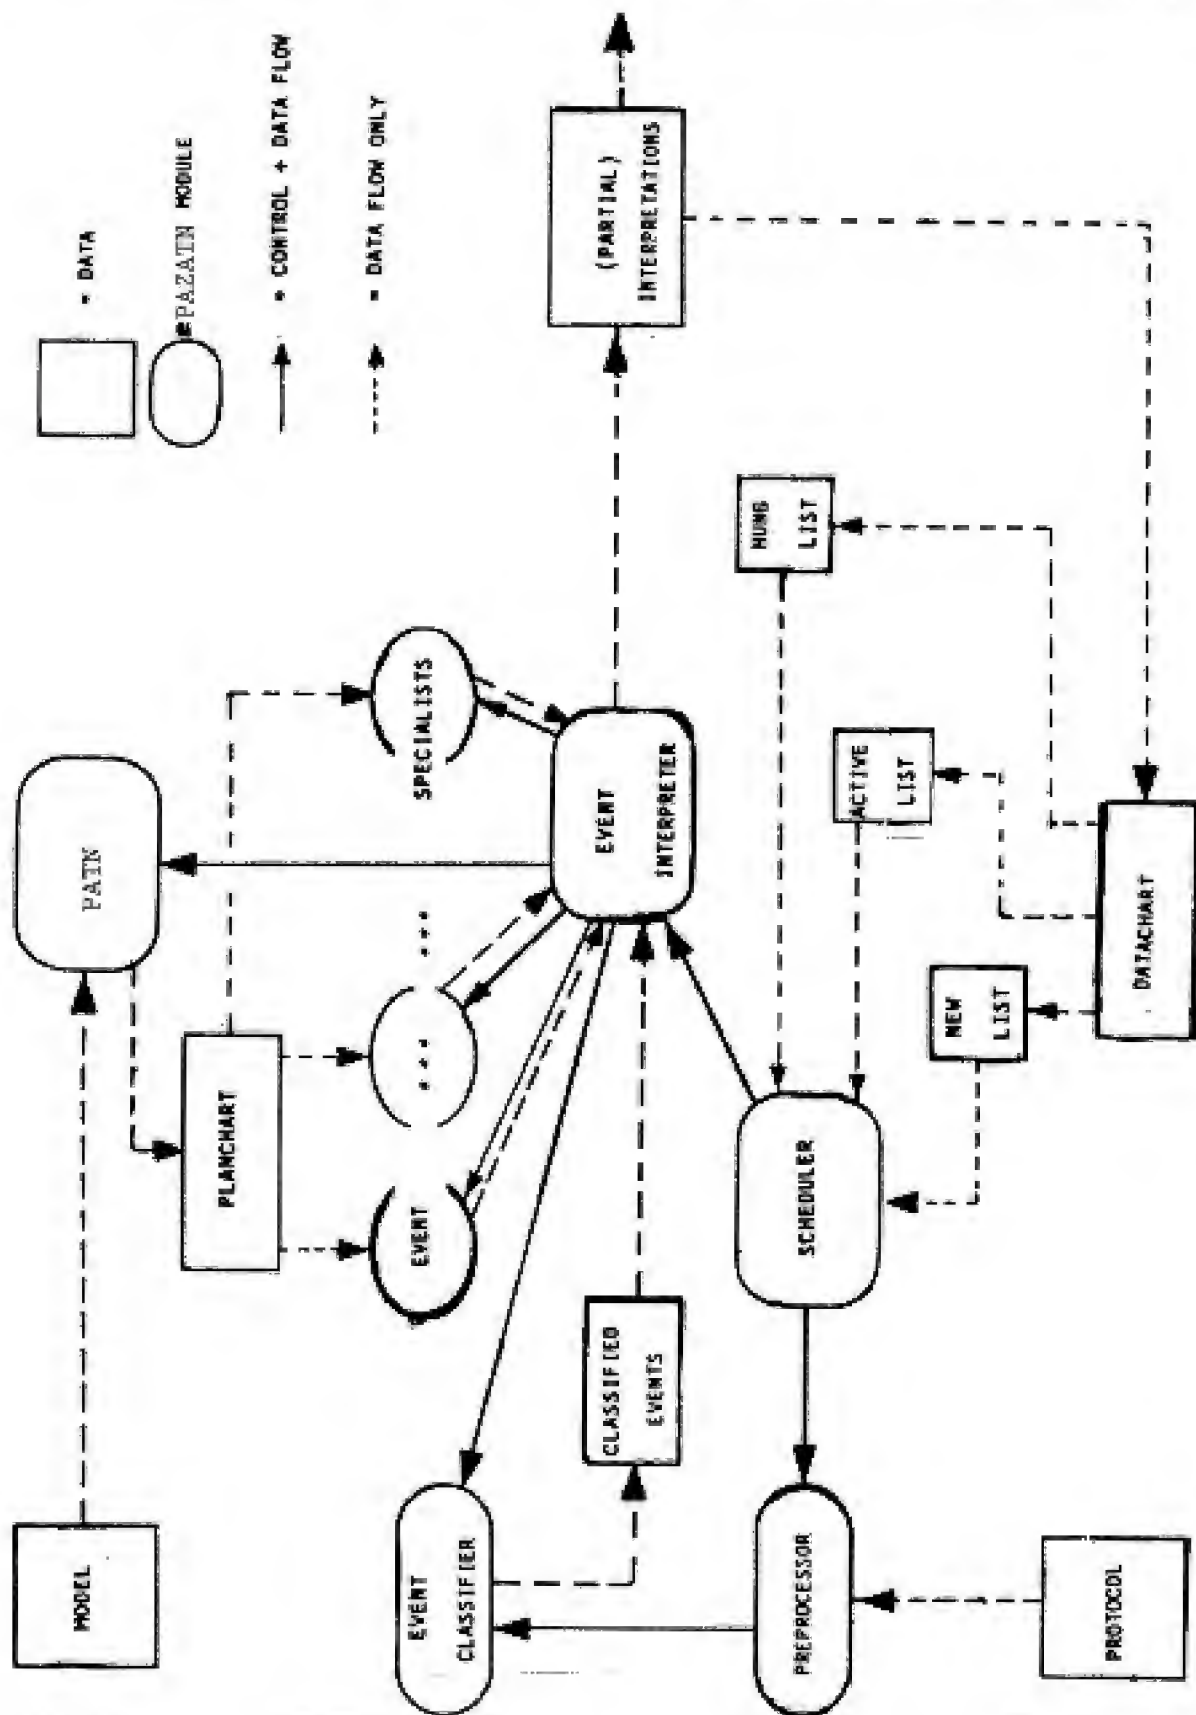 MODEL
PATN
= DATA
= PAZATN MODULE
= CONTROL + DATA FLOW
= DATA FLOW ONLY
PLANCHART
EVENT
...
...
SPECIALISTS
EVENT
CLASSIFIER
CLASSIFIED
EVENTS
EVENT
INTERPRETER
(PARTIAL)
INTERPRETATIONS
PREPROCESSOR
SCHEDULER
NEW
LIST
ACTIVE
LIST
HUNG
LIST
PROTOCOL
DATACHART